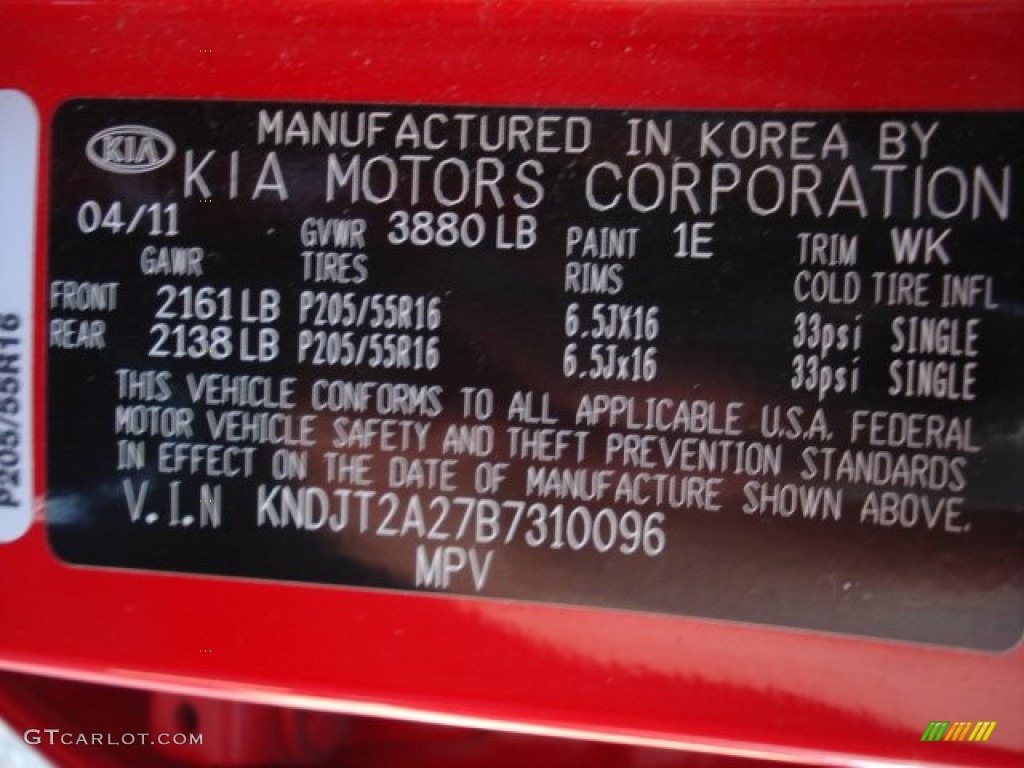 KIA
MANUFACTURED IN KOREA BY
KIA MOTORS CORPORATION
04/11 GVWR 3880 LB PAINT 1E TRIM WK
GAWR TIRES RIMS COLD TIRE INFL
FRONT 2161 LB P205/55R16 6.5JX16 33psi SINGLE
REAR 2138 LB P205/55R16 6.5Jx16 33psi SINGLE
THIS VEHICLE CONFORMS TO ALL APPLICABLE U.S.A. FEDERAL
MOTOR VEHICLE SAFETY AND THEFT PREVENTION STANDARDS
IN EFFECT ON THE DATE OF MANUFACTURE SHOWN ABOVE.
V.I.N KNDJT2A27B7310096
MPV
P205/55R16
GTCARLOT.COM